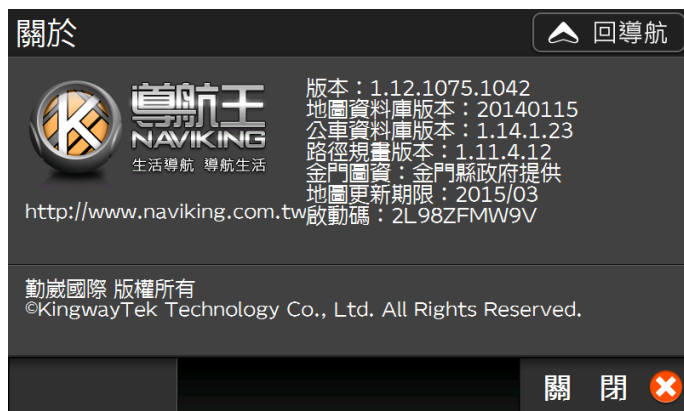 關於
回導航
導航王
NAVIKING
生活導航 導航生活
http://www.naviking.com.tw
版本：1.12.1075.1042
地圖資料庫版本：20140115
公車資料庫版本：1.14.1.23
路徑規畫版本：1.11.4.12
金門圖資：金門縣政府提供
地圖更新期限：2015/03
啟動碼：2L98ZFMW9V
勤崴國際 版權所有
©KingwayTek Technology Co., Ltd. All Rights Reserved.
關 閉